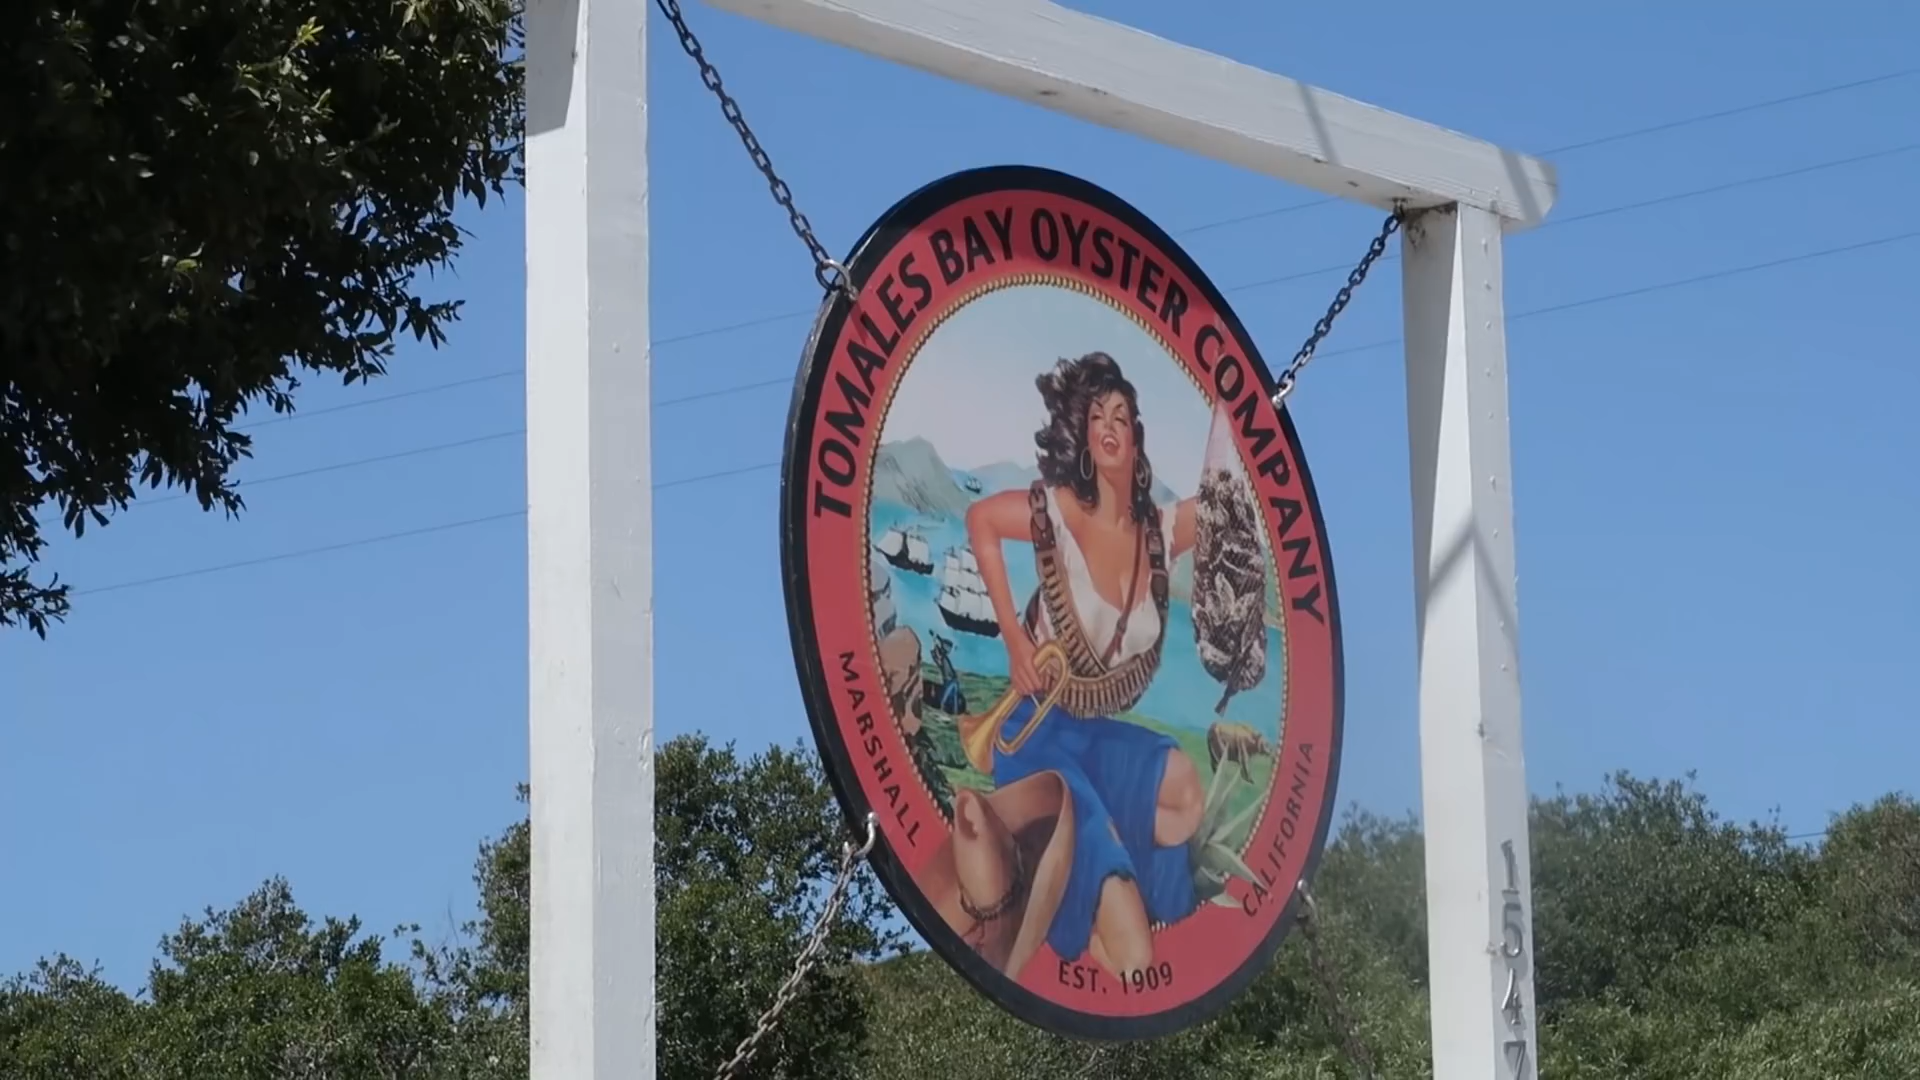 TOMALES BAY OYSTER COMPANY
MARSHALL
CALIFORNIA
EST. 1909
1547